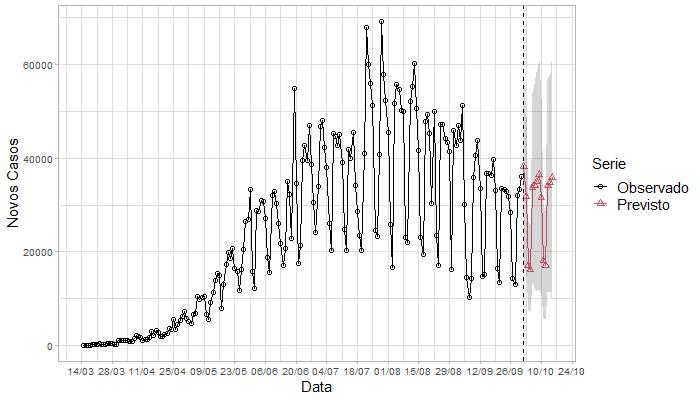 Novos Casos
60000
40000
20000
0
14/03 28/03 11/04 25/04 09/05 23/05 06/06 20/06 04/07 18/07 01/08 15/08 29/08 12/09 26/09 10/10 24/10
Data
Serie
Observado
Previsto